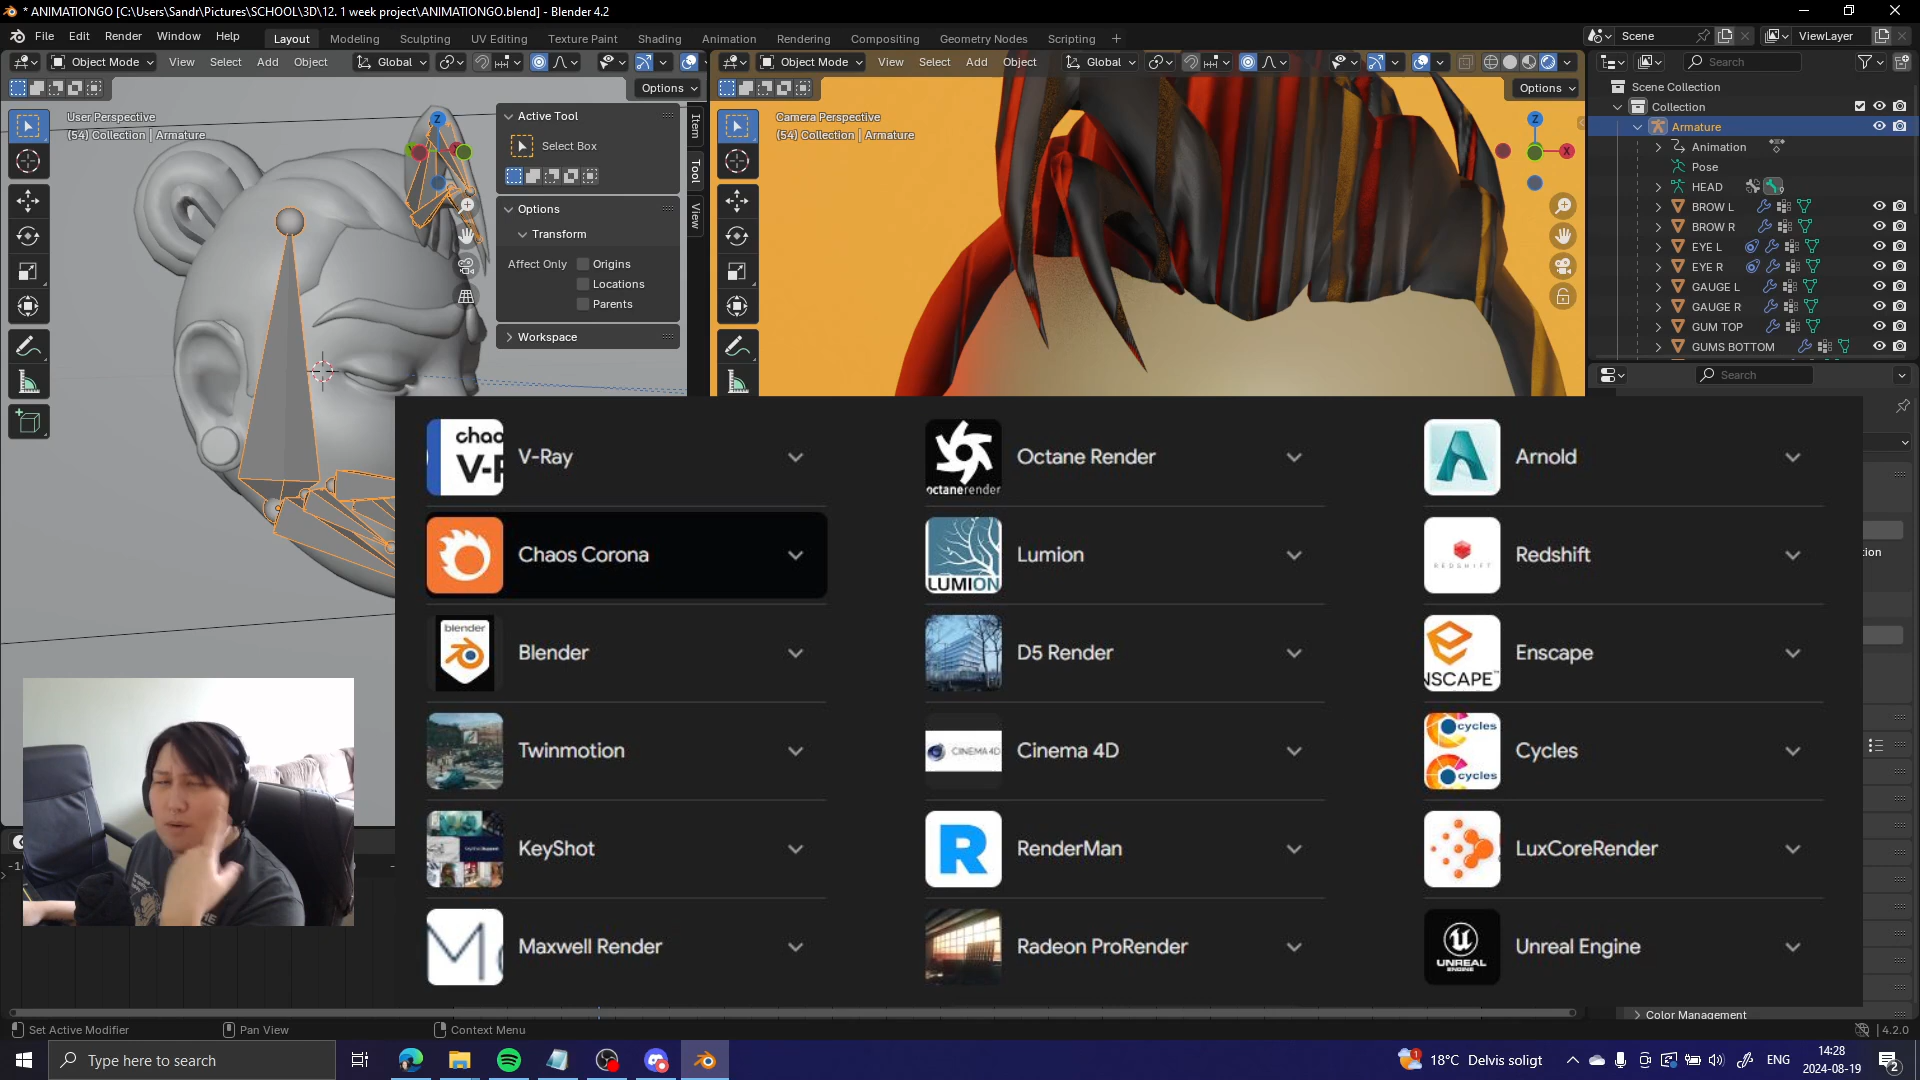 * ANIMATIONGO [C:\Users\Sandr\Pictures\SCHOOL\3D\12. 1 week project\ANIMATIONGO.blend] - Blender 4.2
File Edit Render Window Help
Layout Modeling Sculpting UV Editing Texture Paint Shading Animation Rendering Compositing Geometry Nodes Scripting +
Scene
ViewLayer
Object Mode View Select Add Object Global
Object Mode View Select Add Object Global
Search
Options
Options
User Perspective
(54) Collection | Armature
Camera Perspective
(54) Collection | Armature
Z
Z
X
Item
Tool
View
Active Tool
Select Box
Options
Transform
Affect Only Origins
Locations
Parents
Workspace
Scene Collection
Collection
Armature
Animation
Pose
HEAD
BROW L
BROW R
EYE L
EYE R
GAUGE L
GAUGE R
GUM TOP
GUMS BOTTOM
Search
V-Ray
Octane Render
octanerender
Arnold
Chaos Corona
Lumion
LUMION
Redshift
REDSHIFT
Blender
blender
D5 Render
Enscape
NSCAPE™
Twinmotion
Cinema 4D
CINEMA 4D
Cycles
cycles
cycles
KeyShot
RenderMan
R
LuxCoreRender
Maxwell Render
Radeon ProRender
Unreal Engine
UNREAL
ENGINE
Color Management
Set Active Modifier
Pan View
Context Menu
4.2.0
Type here to search
18°C Delvis soligt
ENG
14:28
2024-08-19
2